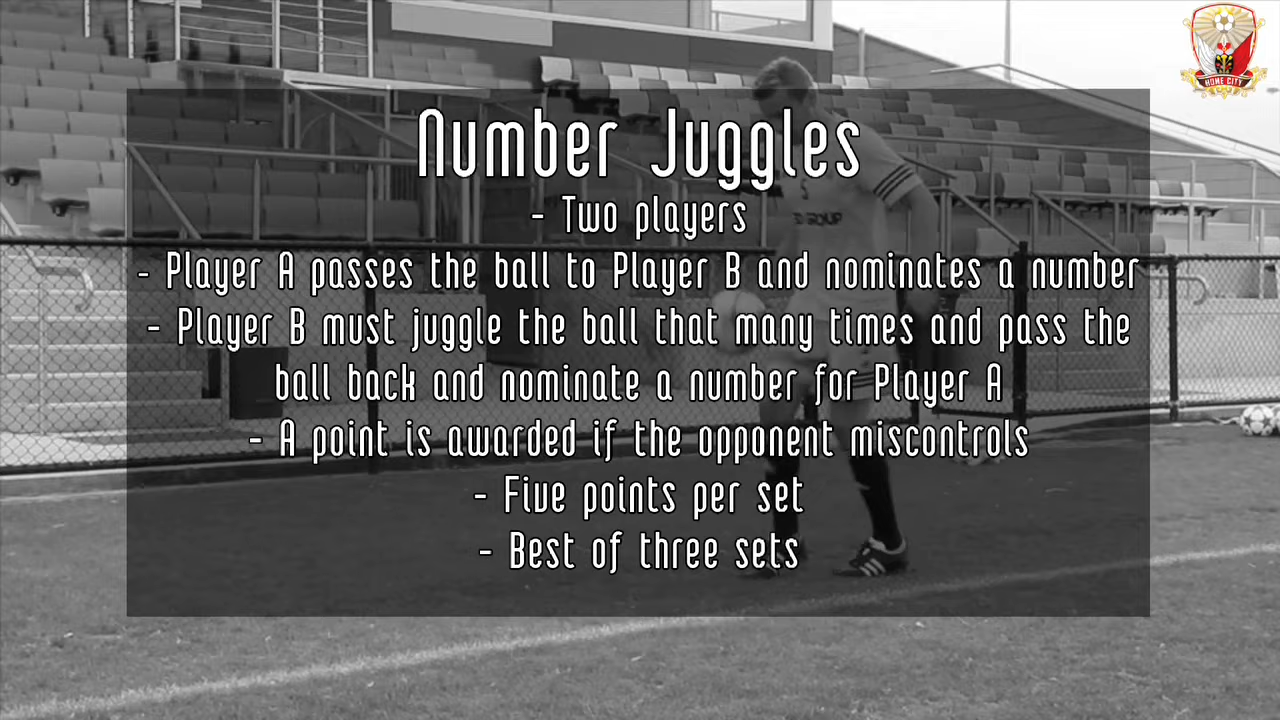 HOME CITY
Number Juggles
- Two players
- Player A passes the ball to Player B and nominates a number
- Player B must juggle the ball that many times and pass the
ball back and nominate a number for Player A
- A point is awarded if the opponent miscontrols
- Five points per set
- Best of three sets